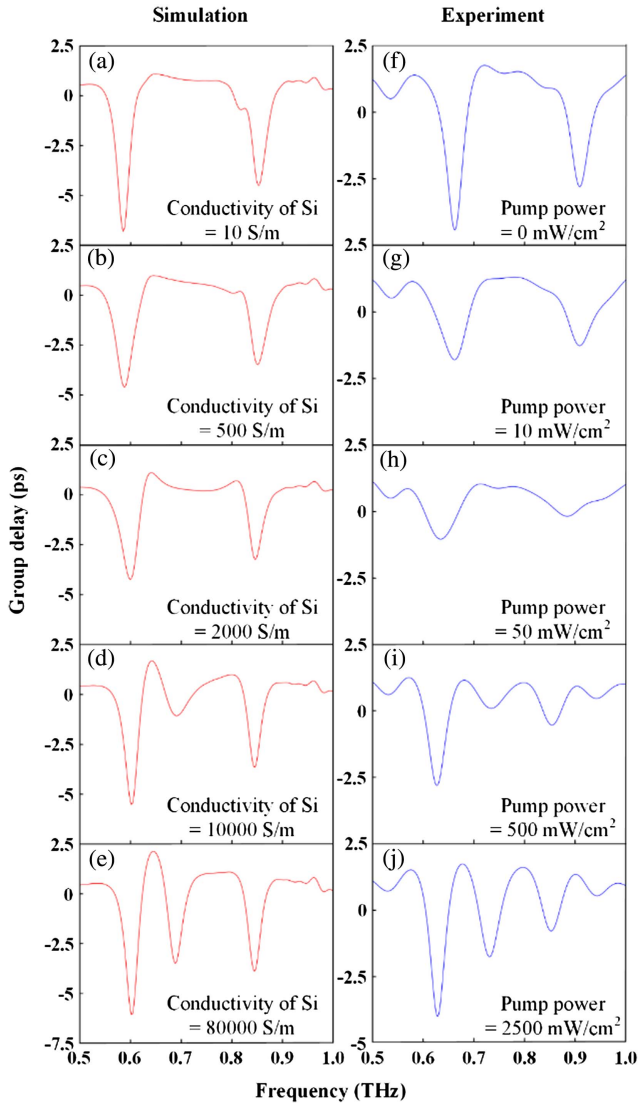 Simulation
Experiment
2.5
0
-2.5
-5
(a)
Conductivity of Si
= 10 S/m
2.5
0
-2.5
(f)
Pump power
= 0 mW/cm²
2.5
0
-2.5
-5
(b)
Conductivity of Si
= 500 S/m
2.5
0
-2.5
(g)
Pump power
= 10 mW/cm²
2.5
0
-2.5
-5
(c)
Conductivity of Si
= 2000 S/m
2.5
0
-2.5
(h)
Pump power
= 50 mW/cm²
2.5
0
-2.5
-5
(d)
Conductivity of Si
= 10000 S/m
2.5
0
-2.5
(i)
Pump power
= 500 mW/cm²
2.5
0
-2.5
-5
-7.5
(e)
Conductivity of Si
= 80000 S/m
2.5
0
-2.5
-5
(j)
Pump power
= 2500 mW/cm²
0.5 0.6 0.7 0.8 0.9 1.0
0.5 0.6 0.7 0.8 0.9 1.0
Group delay (ps)
Frequency (THz)